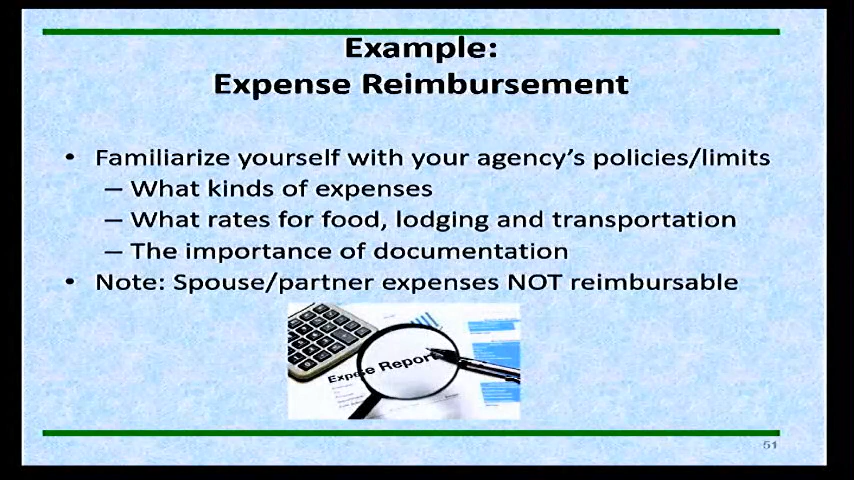 Example:
Expense Reimbursement
• Familiarize yourself with your agency's policies/limits
– What kinds of expenses
– What rates for food, lodging and transportation
– The importance of documentation
• Note: Spouse/partner expenses NOT reimbursable
Report
51